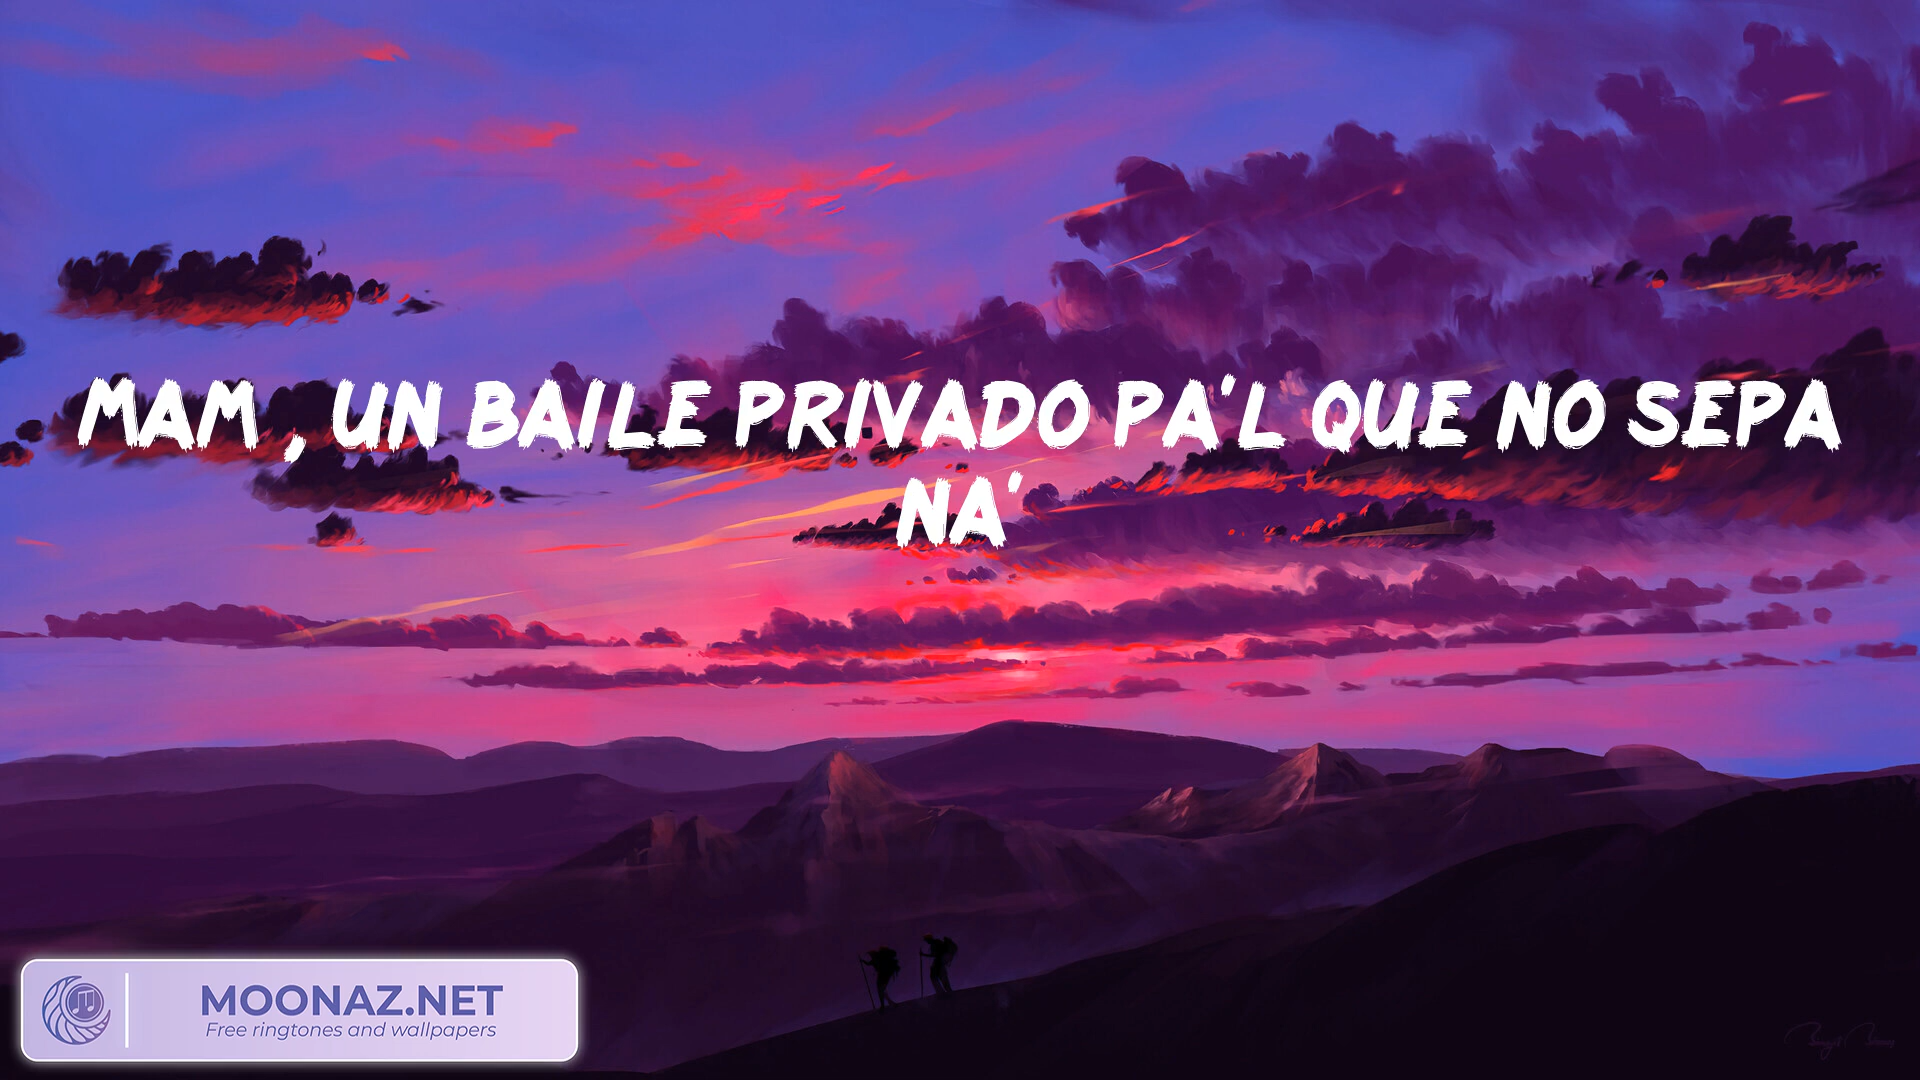 MAM , UN BAILE PRIVADO PA'L QUE NO SEPA
NA'
MOONAZ.NET
Free ringtones and wallpapers